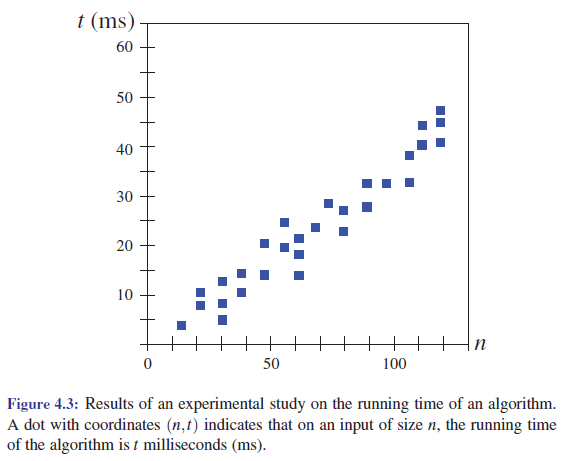 t (ms)
60
50
40
30
20
10
0 50 100 n
Figure 4.3: Results of an experimental study on the running time of an algorithm.
A dot with coordinates (n,t) indicates that on an input of size n, the running time
of the algorithm is t milliseconds (ms).